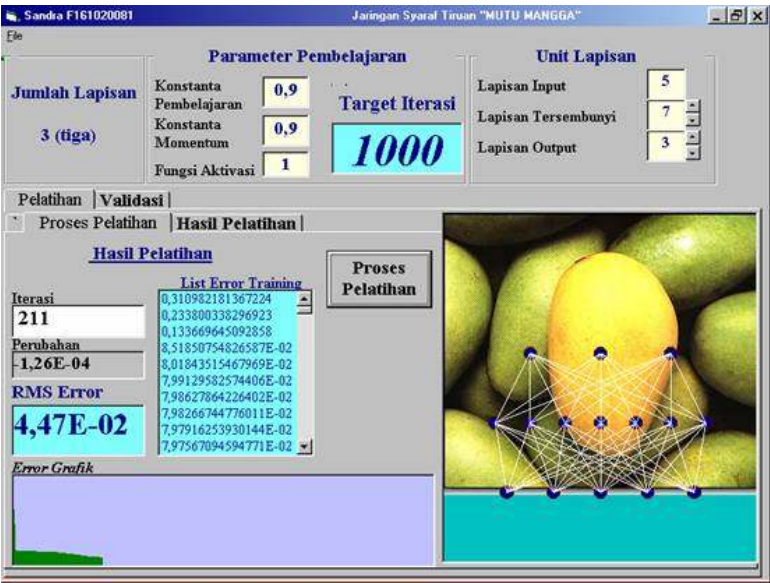 Sandra F161020081
Jaringan Syaraf Tiruan "MUTU MANGGA"
File
Jumlah Lapisan
3 (tiga)
Parameter Pembelajaran
Konstanta
Pembelajaran
0,9
Konstanta
Momentum
0,9
Fungsi Aktivasi
1
Target Iterasi
1000
Unit Lapisan
Lapisan Input
5
Lapisan Tersembunyi
7
Lapisan Output
3
Pelatihan
Validasi
Proses Pelatihan
Hasil Pelatihan
Hasil Pelatihan
Iterasi
211
Perubahan
-1,26E-04
RMS Error
4,47E-02
List Error Training
0,310982181367224
0,233800338296923
0,133669645092858
8,51850754826587E-02
8,01843515467969E-02
7,99129582574406E-02
7,98627864226402E-02
7,98266744776011E-02
7,97916253930144E-02
7,97567094594771E-02
Proses
Pelatihan
Error Grafik